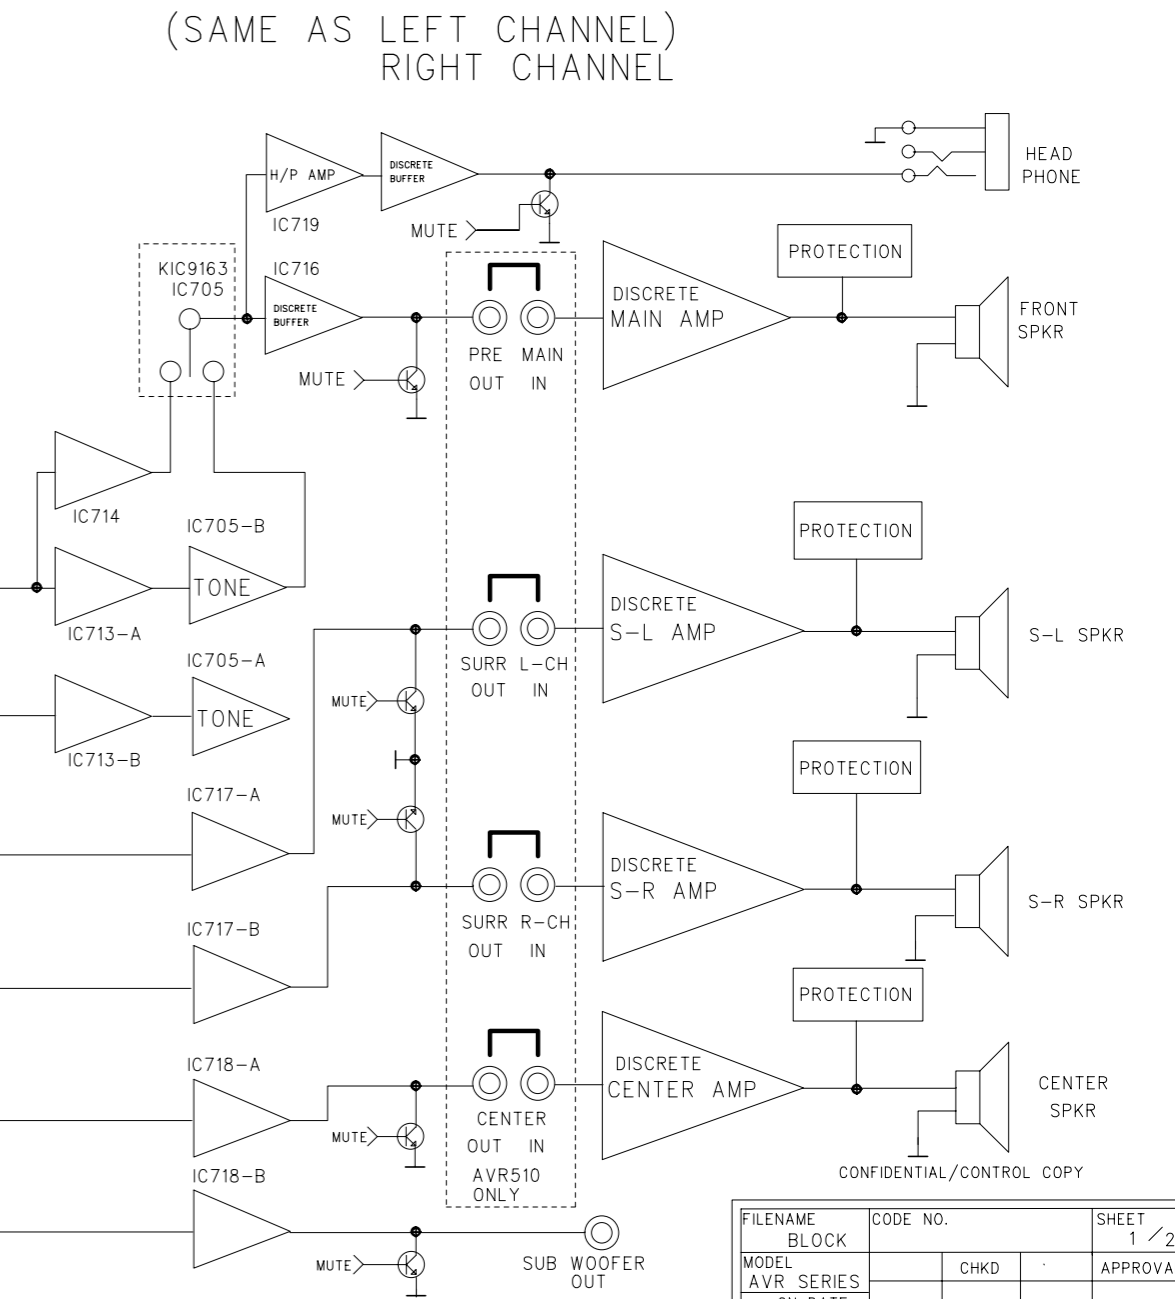 (SAME AS LEFT CHANNEL)
RIGHT CHANNEL
H/P AMP
DISCRETE
BUFFER
HEAD
PHONE
IC719
MUTE
PROTECTION
KIC9163
IC705
IC716
DISCRETE
BUFFER
DISCRETE
MAIN AMP
FRONT
SPKR
PRE MAIN
OUT IN
MUTE
IC714
IC705-B
TONE
IC713-A
PROTECTION
DISCRETE
S-L AMP
S-L SPKR
SURR L-CH
OUT IN
IC705-A
TONE
MUTE
IC713-B
PROTECTION
IC717-A
MUTE
DISCRETE
S-R AMP
S-R SPKR
SURR R-CH
OUT IN
IC717-B
PROTECTION
IC718-A
DISCRETE
CENTER AMP
CENTER
SPKR
CENTER
OUT IN
MUTE
AVR510
ONLY
CONFIDENTIAL/CONTROL COPY
IC718-B
SUB WOOFER
OUT
MUTE
FILENAME
BLOCK
CODE NO.
SHEET
1/2
MODEL
AVR SERIES
CHKD
APPROVA